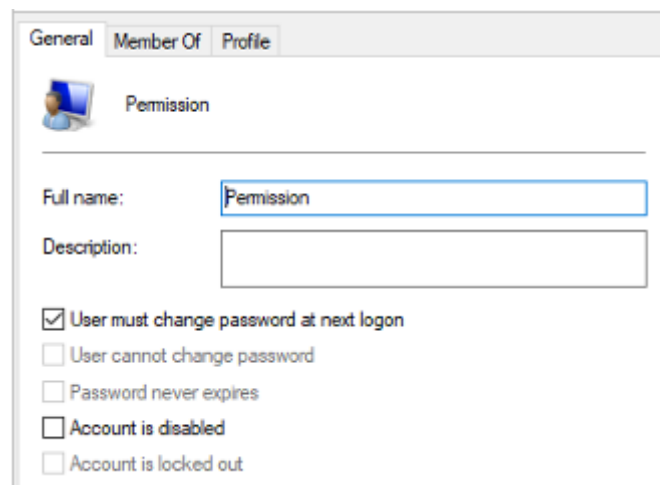 General Member Of Profile
Permission
Full name: Permission
Description:
User must change password at next logon
User cannot change password
Password never expires
Account is disabled
Account is locked out